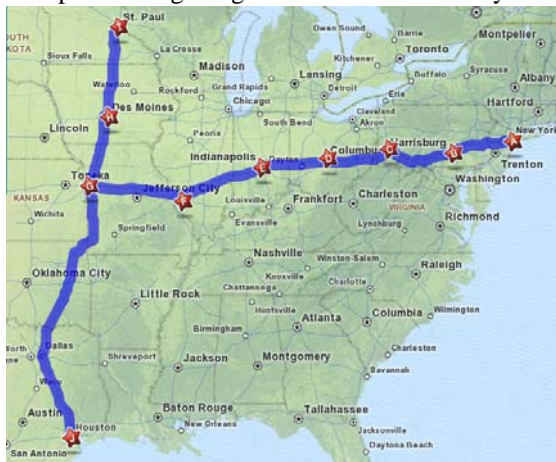 St. Paul
SOUTH
Sioux Falls
La Crosse
Madison
Waterloo
Rockford
Grand Rapids
Lansing
Owen Sound
Barrie
Kitchener
Toronto
Buffalo
Syracuse
Montpelier
Albany
Hartford
Detroit
Erie
Chicago
South Bend
Cleveland
Akron
Des Moines
Lincoln
Peoria
Indianapolis
Harrisburg
New York
Trenton
Washington
Topeka
KANSAS
Jefferson City
Wichita
Springfield
Louisville
Evansville
Frankfort
Charleston
VIRGINIA
Lynchburg
Richmond
Nashville
Knoxville
Winston-Salem
Raleigh
Oklahoma City
Little Rock
Chattanooga
Huntsville
Charlotte
Wilmington
Atlanta
Columbia
Birmingham
Charleston
Savannah
Dallas
Shreveport
Jackson
Montgomery
Waco
Austin
Houston
San Antonio
Baton Rouge
New Orleans
Tallahassee
Jacksonville
Daytona Beach
I
H
G
F
E
D
C
B
A
J